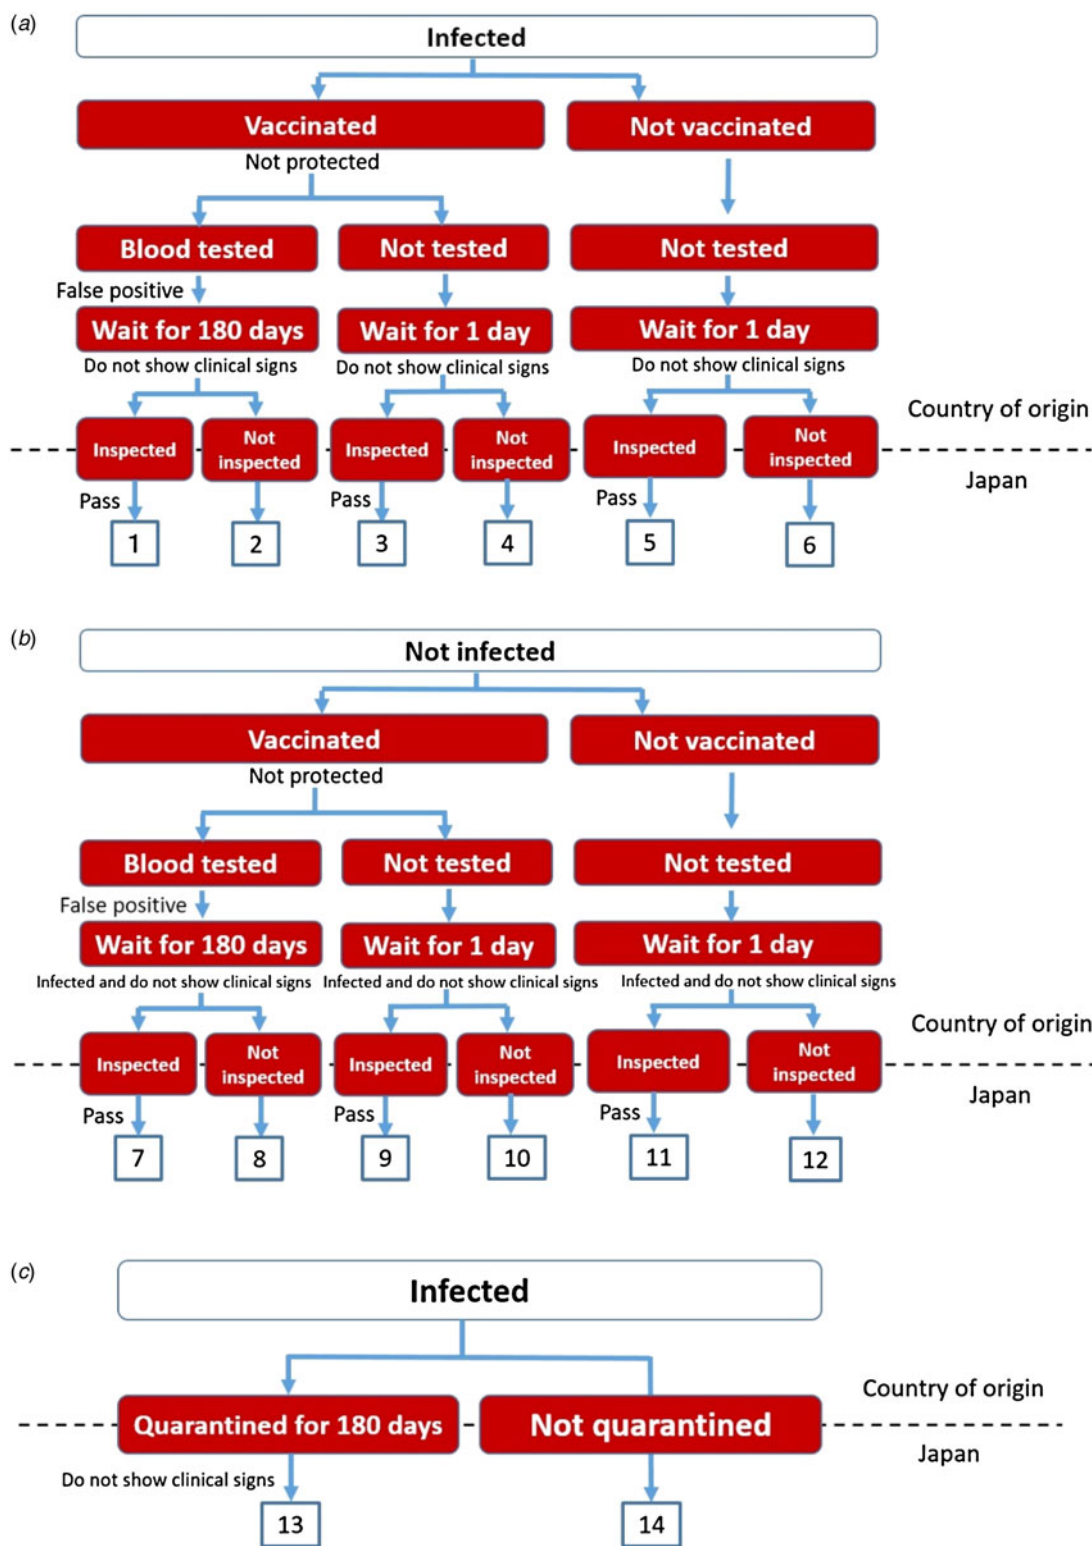 (a)
Infected
Vaccinated
Not vaccinated
Not protected
Blood tested
Not tested
Not tested
False positive
Wait for 180 days
Wait for 1 day
Wait for 1 day
Do not show clinical signs
Do not show clinical signs
Do not show clinical signs
Country of origin
Inspected
Not
inspected
Inspected
Not
inspected
Inspected
Not
inspected
Japan
Pass
Pass
Pass
1
2
3
4
5
6
(b)
Not infected
Vaccinated
Not vaccinated
Not protected
Blood tested
Not tested
Not tested
False positive
Wait for 180 days
Wait for 1 day
Wait for 1 day
Infected and do not show clinical signs
Infected and do not show clinical signs
Infected and do not show clinical signs
Country of origin
Inspected
Not
inspected
Inspected
Not
inspected
Inspected
Not
inspected
Japan
Pass
Pass
Pass
7
8
9
10
11
12
(c)
Infected
Country of origin
Quarantined for 180 days
Not quarantined
Japan
Do not show clinical signs
13
14